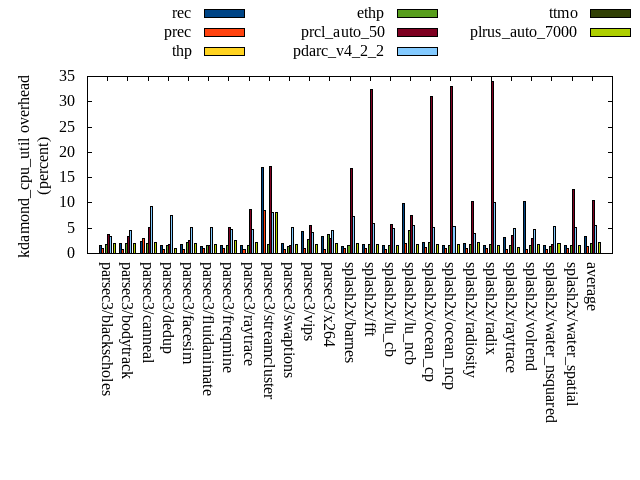 rec
prec
thp
ethp
prcl_auto_50
pdarc_v4_2_2
ttmo
plrus_auto_7000
kdamond_cpu_util overhead
(percent)
35
30
25
20
15
10
5
0
parsec3/blackscholes
parsec3/bodytrack
parsec3/canneal
parsec3/dedup
parsec3/facesim
parsec3/fluidanimate
parsec3/freqmine
parsec3/raytrace
parsec3/streamcluster
parsec3/swaptions
parsec3/vips
parsec3/x264
splash2x/barnes
splash2x/fft
splash2x/lu_cb
splash2x/lu_ncb
splash2x/ocean_cp
splash2x/ocean_ncp
splash2x/radiosity
splash2x/radix
splash2x/raytrace
splash2x/volrend
splash2x/water_nsquared
splash2x/water_spatial
average